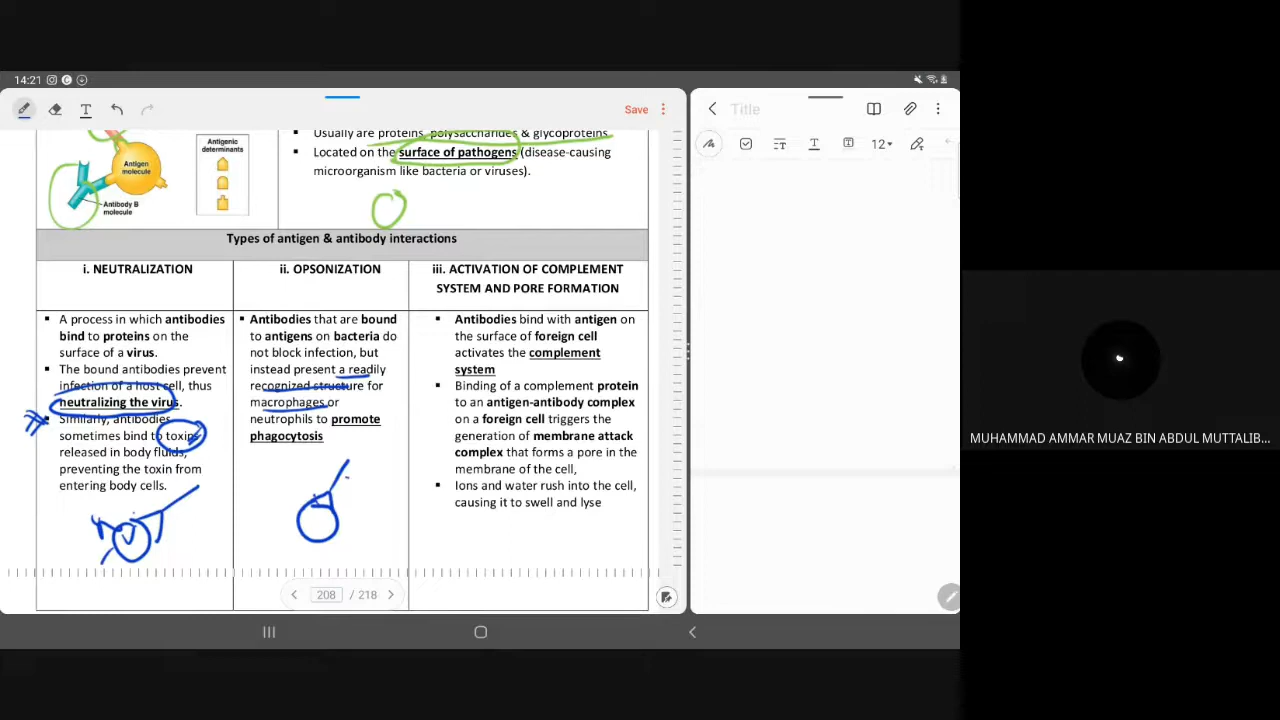 14:21
Save
Title
12
Antigen
molecule
Antigenic
determinants
Antibody B
molecule
Usually are proteins, polysaccharides & glycoproteins
Located on the surface of pathogens (disease-causing
microorganism like bacteria or viruses).
Types of antigen & antibody interactions
i. NEUTRALIZATION
ii. OPSONIZATION
iii. ACTIVATION OF COMPLEMENT
SYSTEM AND PORE FORMATION
A process in which antibodies
bind to proteins on the
surface of a virus.
The bound antibodies prevent
infection of a host cell, thus
neutralizing the virus.
Similarly, antibodies
sometimes bind to toxins
released in body fluids,
preventing the toxin from
entering body cells.
V
Antibodies that are bound
to antigens on bacteria do
not block infection, but
instead present a readily
recognized structure for
macrophages or
neutrophils to promote
phagocytosis
Antibodies bind with antigen on
the surface of foreign cell
activates the complement
system
Binding of a complement protein
to an antigen-antibody complex
on a foreign cell triggers the
generation of membrane attack
complex that forms a pore in the
membrane of the cell,
Ions and water rush into the cell,
causing it to swell and lyse
208 / 218
MUHAMMAD AMMAR MUAZ BIN ABDUL MUTTALIB...